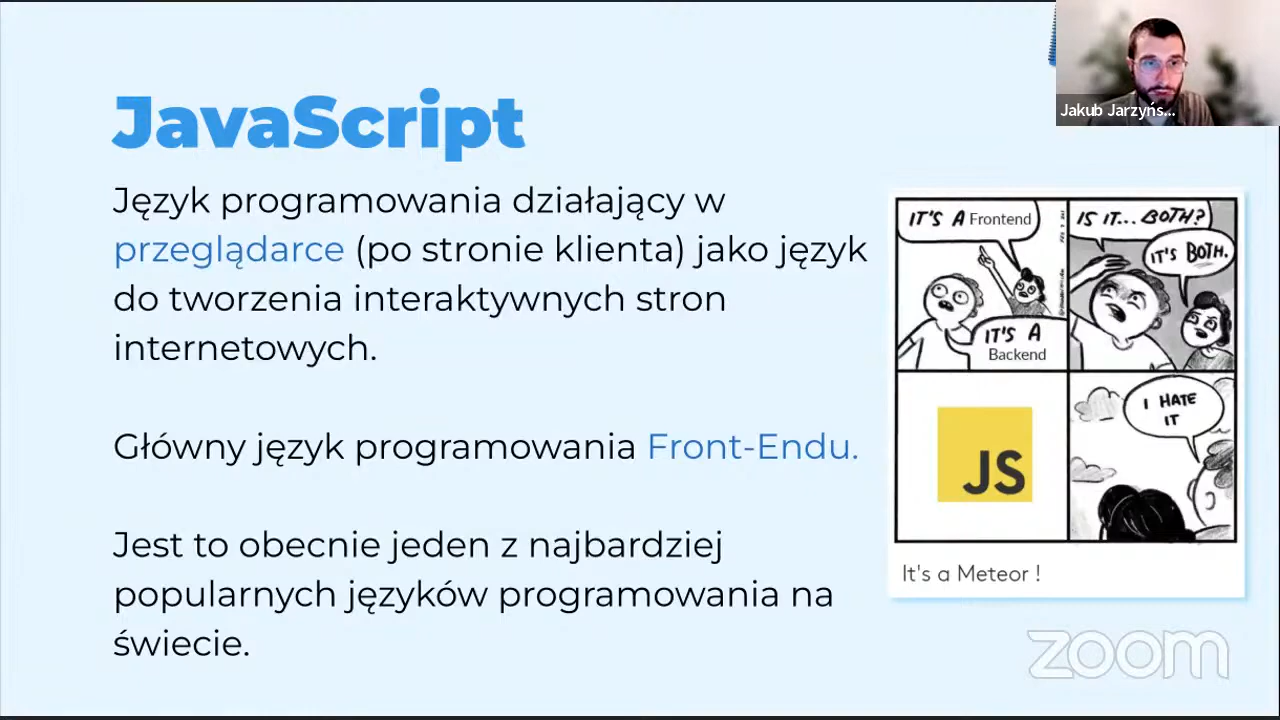 JavaScript
Język programowania działający w
przeglądarce (po stronie klienta) jako język
do tworzenia interaktywnych stron
internetowych.
Główny język programowania Front-Endu.
Jest to obecnie jeden z najbardziej
popularnych języków programowania na
świecie.
Jakub Jarzyńs...
IT'S A Frontend
IT'S A
Backend
IS IT... BOTH?
IT'S BOTH.
JS
I HATE
IT
It's a Meteor !
zoom